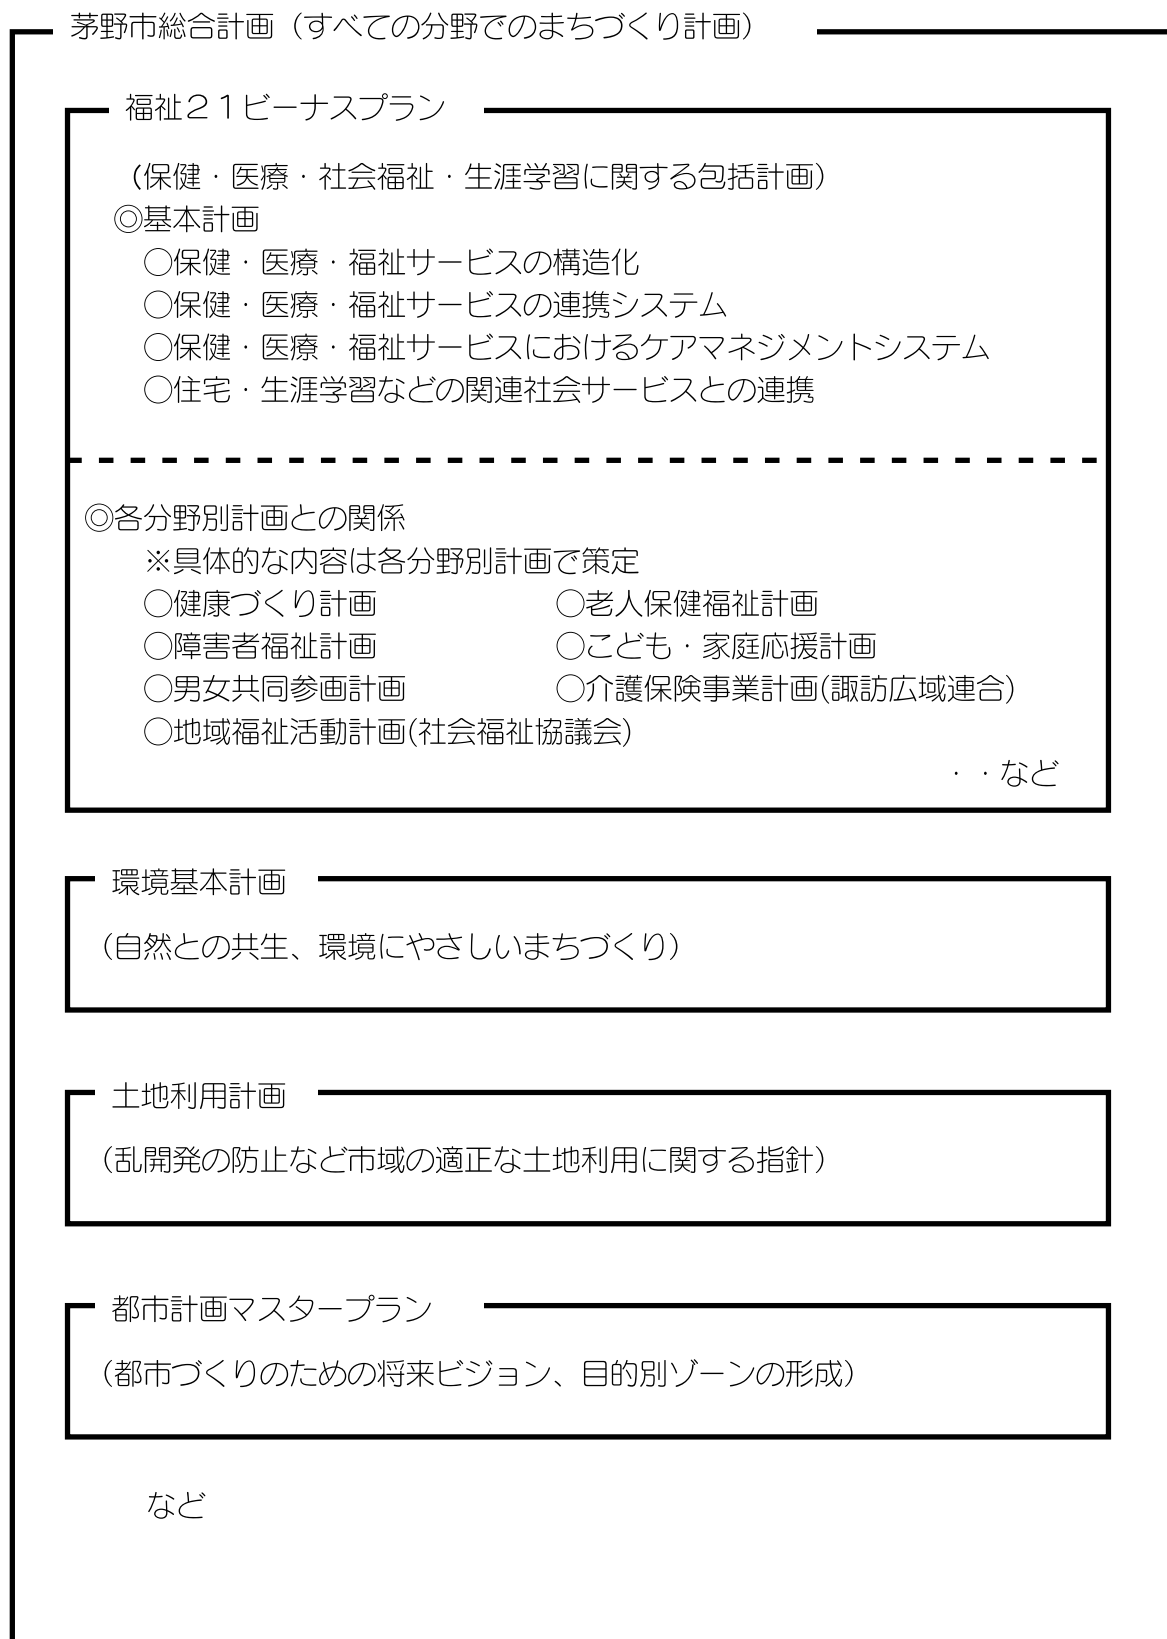 茅野市総合計画（すべての分野でのまちづくり計画）
福祉２１ビーナスプラン
（保健・医療・社会福祉・生涯学習に関する包括計画）
◎基本計画
○保健・医療・福祉サービスの構造化
○保健・医療・福祉サービスの連携システム
○保健・医療・福祉サービスにおけるケアマネジメントシステム
○住宅・生涯学習などの関連社会サービスとの連携
◎各分野別計画との関係
※具体的な内容は各分野別計画で策定
○健康づくり計画　○老人保健福祉計画
○障害者福祉計画　○こども・家庭応援計画
○男女共同参画計画　○介護保険事業計画(諏訪広域連合)
○地域福祉活動計画(社会福祉協議会)
・・など
環境基本計画
（自然との共生、環境にやさしいまちづくり）
土地利用計画
（乱開発の防止など市域の適正な土地利用に関する指針）
都市計画マスタープラン
（都市づくりのための将来ビジョン、目的別ゾーンの形成）
など